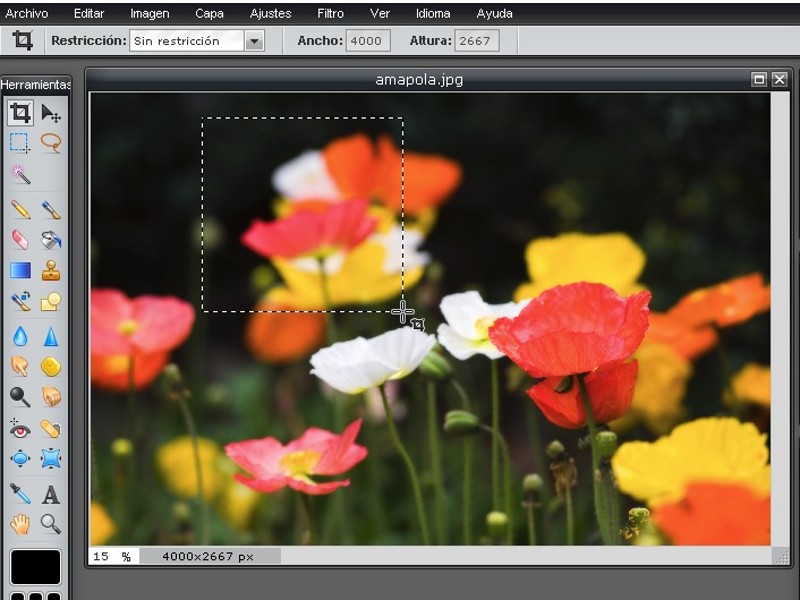 Archivo Editar Imagen Capa Ajustes Filtro Ver Idioma Ayuda
Restricción: Sin restricción Ancho: 4000 Altura: 2667
Herramientas
amapola.jpg
15 % 4000x2667 px